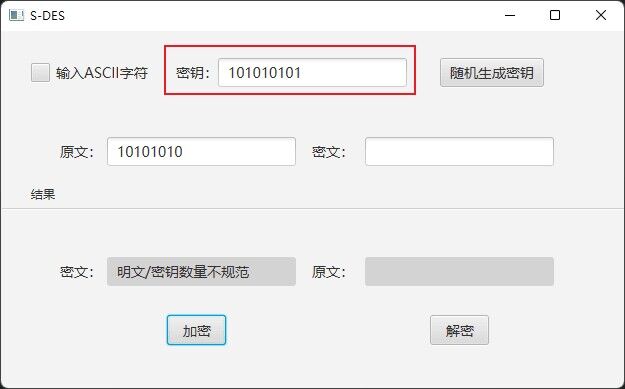 S-DES
输入ASCII字符 密钥： 101010101 随机生成密钥
原文： 10101010 密文：
结果
密文： 明文/密钥数量不规范 原文：
加密 解密